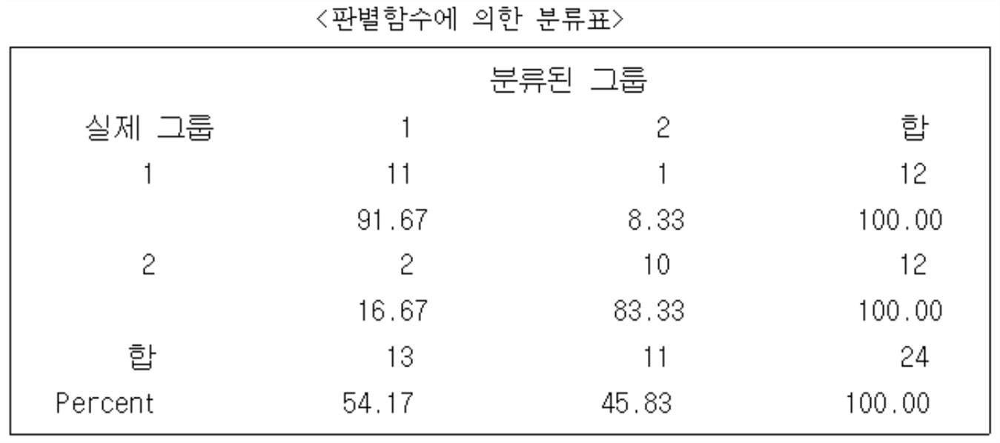 <판별함수에 의한 분류표>
분류된 그룹
실제 그룹 1 2 합
1 11 1 12
91.67 8.33 100.00
2 2 10 12
16.67 83.33 100.00
합 13 11 24
Percent 54.17 45.83 100.00